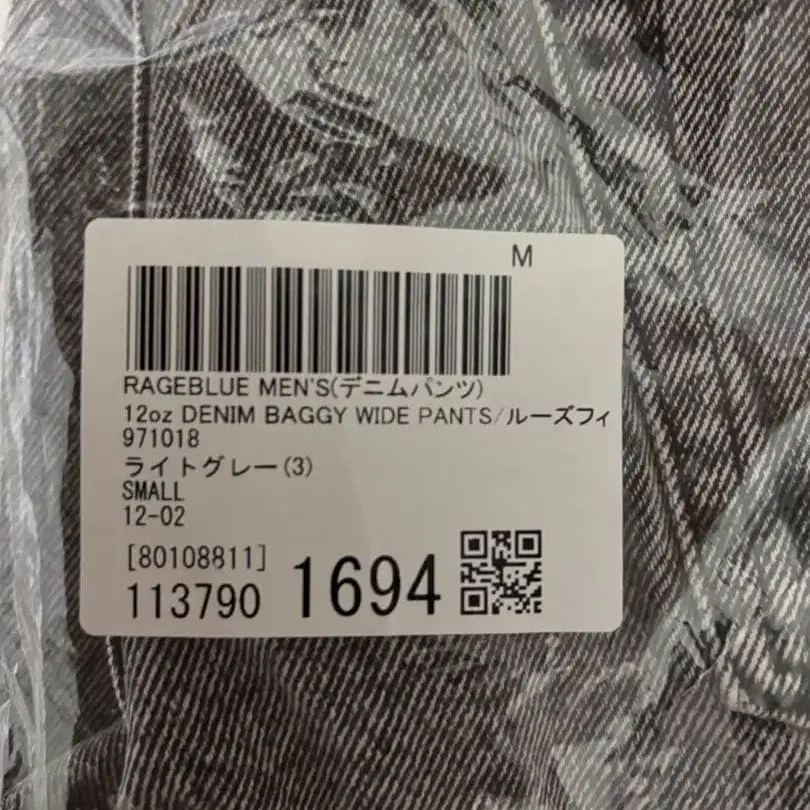 M
RAGEBLUE MEN'S(デニムパンツ)
12oz DENIM BAGGY WIDE PANTS/ルーズフィ
971018
ライトグレー(3)
SMALL
12-02
[80108811]
113790 1694